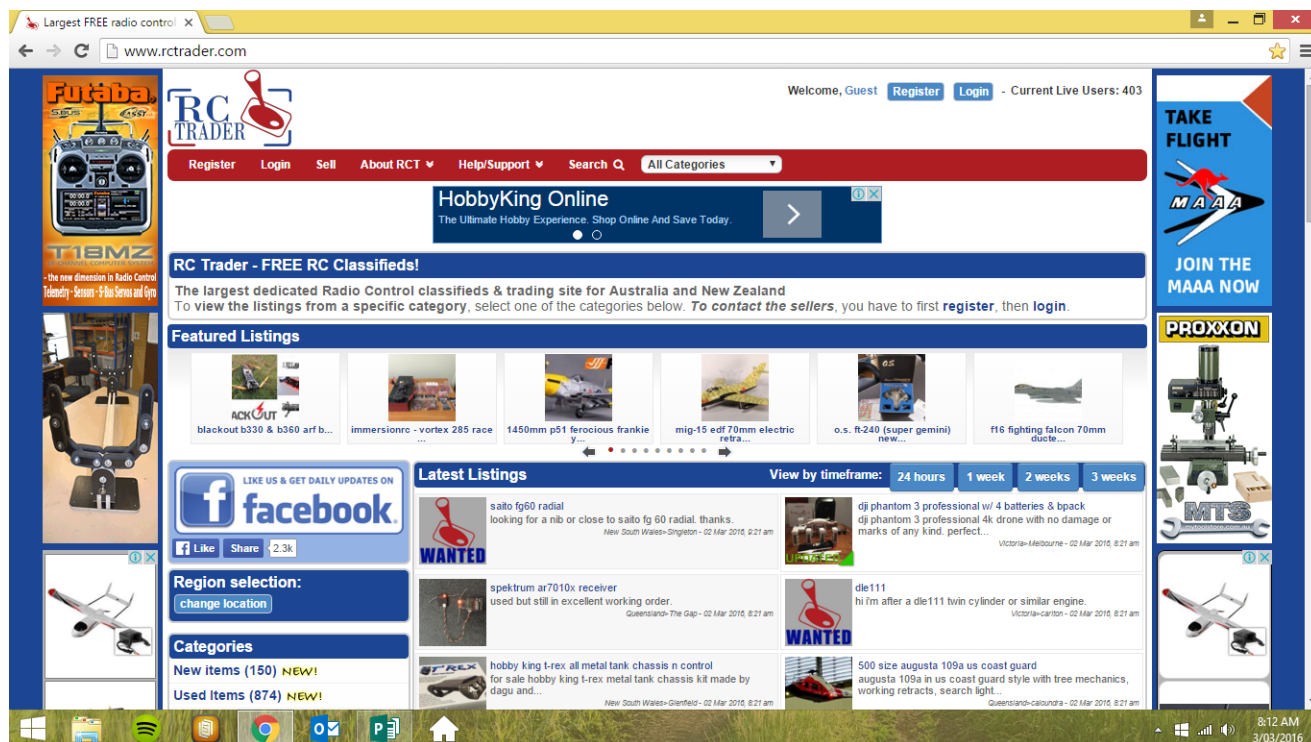 Largest FREE radio contro
www.rctrader.com
Futaba
S.BUS
FASST
T18MZ
- the new dimension in Radio Control
Telemetry - Sensors - S-Bus Servos and Gyro
RC
TRADER
Welcome, Guest Register Login - Current Live Users: 403
Register Login Sell About RCT Help/Support Search All Categories
HobbyKing Online
The Ultimate Hobby Experience. Shop Online And Save Today.
RC Trader - FREE RC Classifieds!
The largest dedicated Radio Control classifieds & trading site for Australia and New Zealand
To view the listings from a specific category, select one of the categories below. To contact the sellers, you have to first register, then login.
Featured Listings
ACKOUT
o.s.
blackout b330 & b360 arf b...
immersionrc - vortex 285 race
...
1450mm p51 ferocious frankie
y...
mig-15 edf 70mm electric
retra...
o.s. ft-240 (super gemini)
new...
f16 fighting falcon 70mm
ducte...
LIKE US & GET DAILY UPDATES ON
f facebook.
Like Share 2.3k
Region selection:
change location
Categories
New items (150) NEW!
Used Items (874) NEW!
Latest Listings View by timeframe: 24 hours 1 week 2 weeks 3 weeks
WANTED
saito fg60 radial
looking for a nib or close to saito fg 60 radial. thanks.
New South Wales»Singleton - 02 Mar 2016, 9:21 am
UPDATED
dji phantom 3 professional w/ 4 batteries & bpack
dji phantom 3 professional 4k drone with no damage or
marks of any kind. perfect...
Victoria»Melbourne - 02 Mar 2016, 8:21 am
spektrum ar7010x receiver
used but still in excellent working order.
Queensland»The Gap - 02 Mar 2016, 8:21 am
WANTED
dle111
hi i'm after a dle111 twin cylinder or similar engine.
Victoria»carlton - 02 Mar 2016, 8:21 am
T'REX
hobby king t-rex all metal tank chassis n control
for sale hobby king t-rex metal tank chassis kit made by
dagu and...
New South Wales»Glenfield - 02 Mar 2016, 8:21 am
500 size augusta 109a us coast guard
augusta 109a in us coast guard style with tree mechanics,
working retracts, search light...
Queensland»caloundra - 02 Mar 2016, 8:21 am
TAKE
FLIGHT
MAAA
JOIN THE
MAAA NOW
PROXXON
MTS
mytoolstore.com.au
8:12 AM
3/03/2016